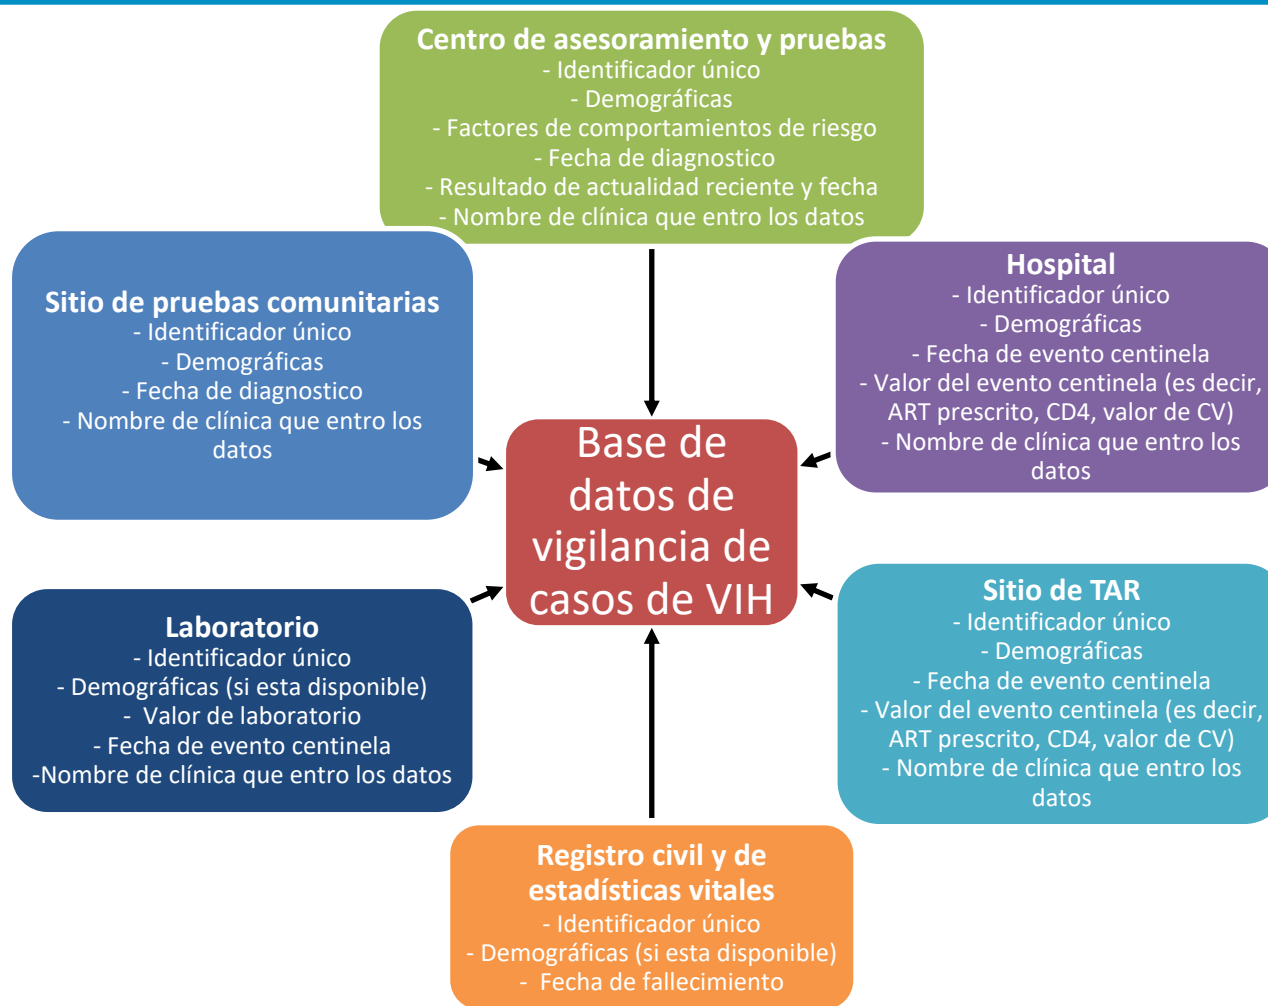 Centro de asesoramiento y pruebas
- Identificador único
- Demográficas
- Factores de comportamientos de riesgo
- Fecha de diagnostico
- Resultado de actualidad reciente y fecha
- Nombre de clínica que entro los datos
Sitio de pruebas comunitarias
- Identificador único
- Demográficas
- Fecha de diagnostico
- Nombre de clínica que entro los
datos
Hospital
- Identificador único
- Demográficas
- Fecha de evento centinela
- Valor del evento centinela (es decir,
ART prescrito, CD4, valor de CV)
- Nombre de clínica que entro los
datos
Base de
datos de
vigilancia de
casos de VIH
Laboratorio
- Identificador único
- Demográficas (si esta disponible)
- Valor de laboratorio
- Fecha de evento centinela
-Nombre de clínica que entro los datos
Sitio de TAR
- Identificador único
- Demográficas
- Fecha de evento centinela
- Valor del evento centinela (es decir,
ART prescrito, CD4, valor de CV)
- Nombre de clínica que entro los
datos
Registro civil y de
estadísticas vitales
- Identificador único
- Demográficas (si esta disponible)
- Fecha de fallecimiento